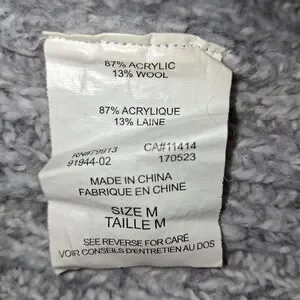 87% ACRYLIC
13% WOOL
87% ACRYLIQUE
13% LAINE
RN#79913 CA#11414
91944-02 170523
MADE IN CHINA
FABRIQUE EN CHINE
SIZE M
TAILLE M
SEE REVERSE FOR CARE
VOIR CONSEILS D'ENTRETIEN AU DOS